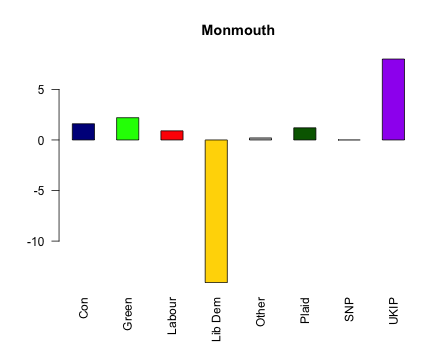 Monmouth
5
0
-5
-10
Con
Green
Labour
Lib Dem
Other
Plaid
SNP
UKIP